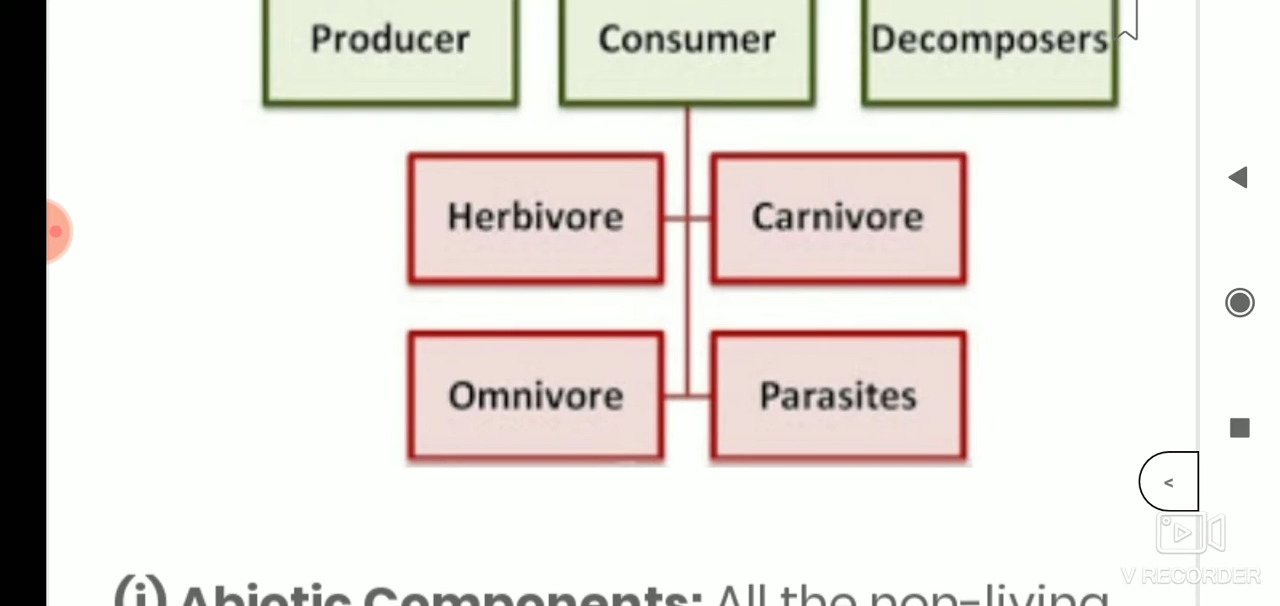 Producer Consumer Decomposers
Herbivore Carnivore
Omnivore Parasites
<
V RECORDER
(i) Abiotic Components: All the non-living